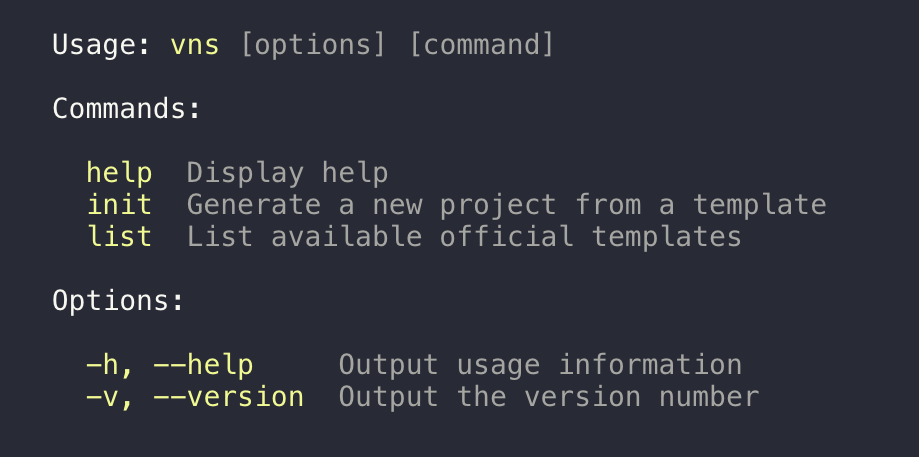 Usage: vns [options] [command]
Commands:
help Display help
init Generate a new project from a template
list List available official templates
Options:
-h, --help Output usage information
-v, --version Output the version number